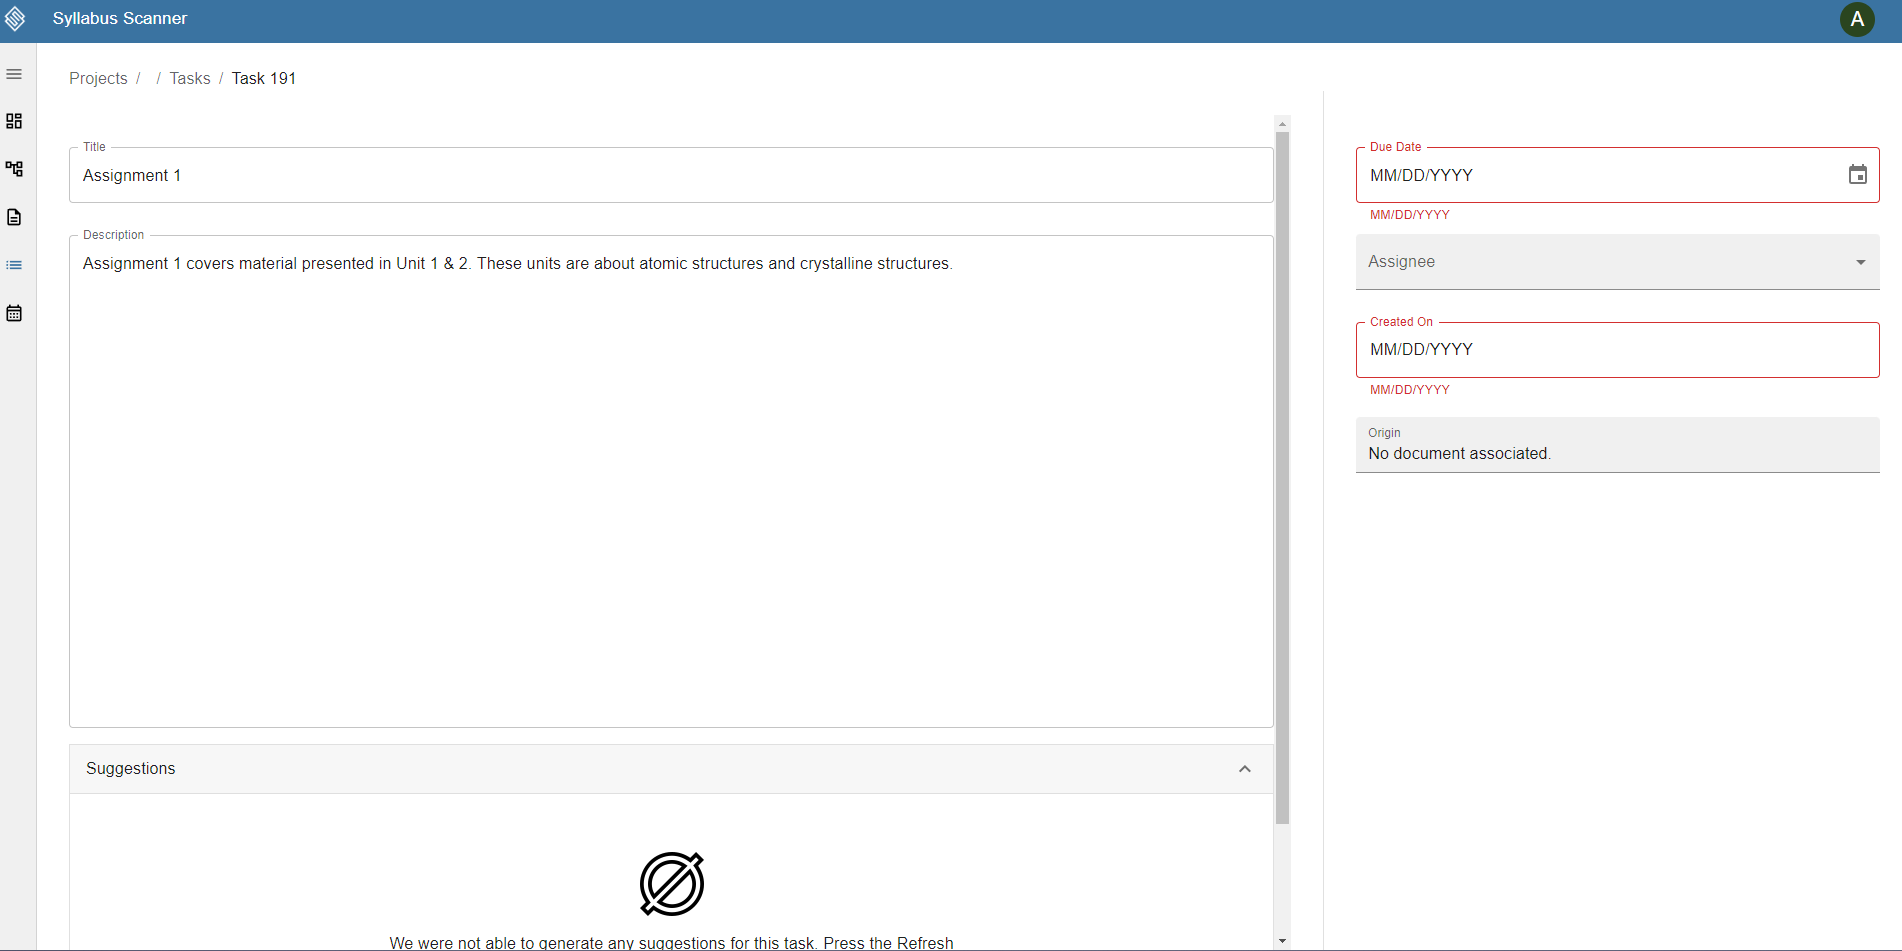 Syllabus Scanner
A
Projects / / Tasks / Task 191
Title
Assignment 1
Description
Assignment 1 covers material presented in Unit 1 & 2. These units are about atomic structures and crystalline structures.
Suggestions
We were not able to generate any suggestions for this task. Press the Refresh
Due Date
MM/DD/YYYY
MM/DD/YYYY
Assignee
Created On
MM/DD/YYYY
MM/DD/YYYY
Origin
No document associated.